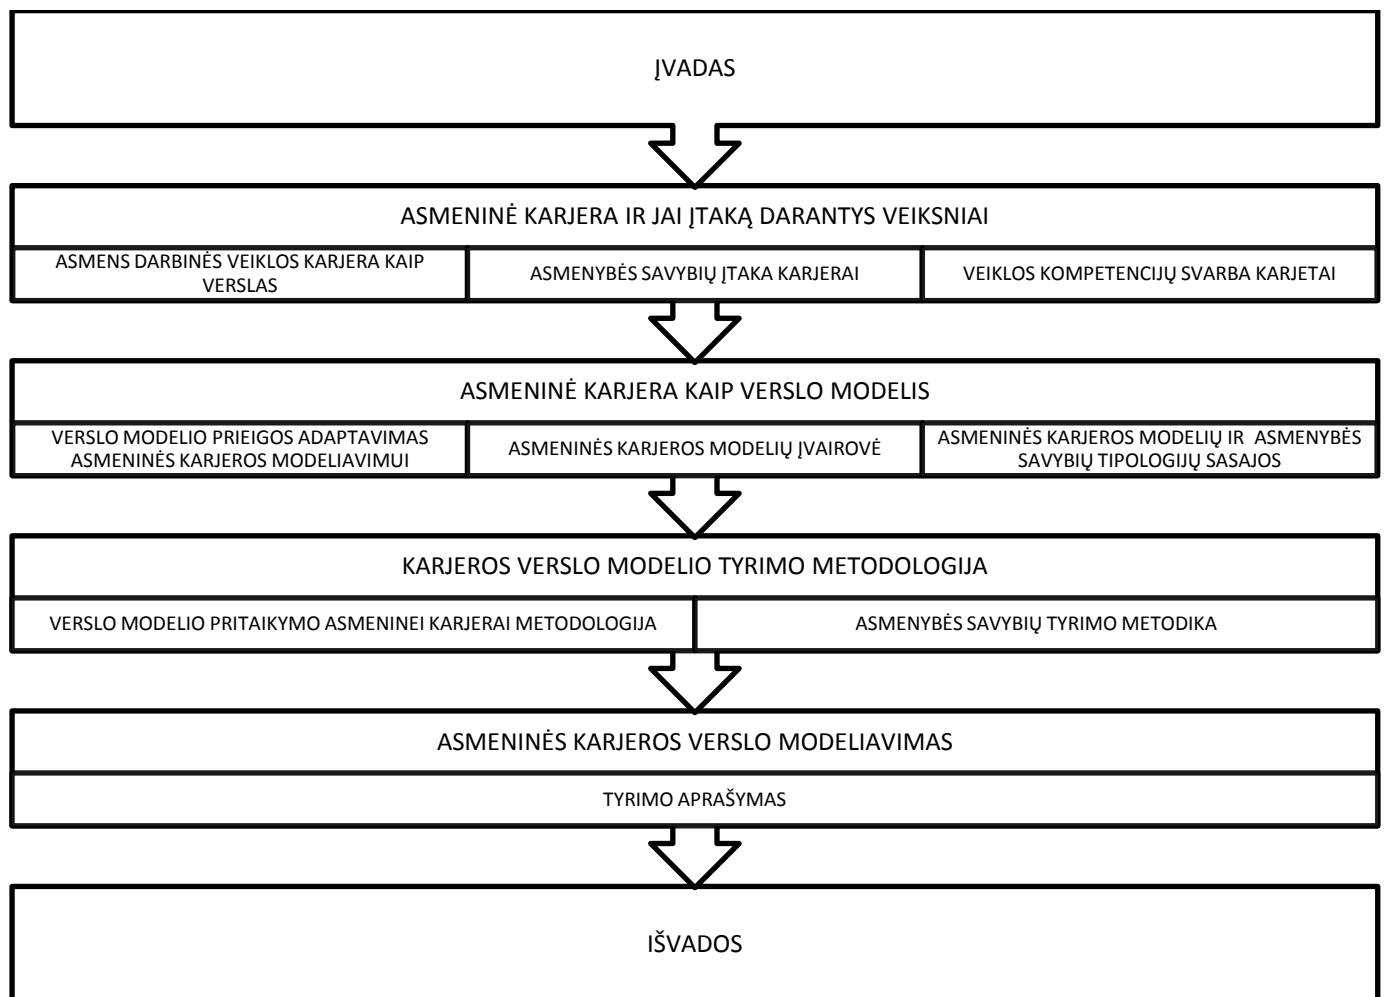 ĮVADAS
ASMENINĖ KARJERA IR JAI ĮTAKĄ DARANTYS VEIKSNIAI
ASMENS DARBINĖS VEIKLOS KARJERA KAIP
VERSLAS
ASMENYBĖS SAVYBIŲ ĮTAKA KARJERAI
VEIKLOS KOMPETENCIJŲ SVARBA KARJETAI
ASMENINĖ KARJERA KAIP VERSLO MODELIS
VERSLO MODELIO PRIEIGOS ADAPTAVIMAS
ASMENINĖS KARJEROS MODELIAVIMUI
ASMENINĖS KARJEROS MODELIŲ ĮVAIROVĖ
ASMENINĖS KARJEROS MODELIŲ IR ASMENYBĖS
SAVYBIŲ TIPOLOGIJŲ SASAJOS
KARJEROS VERSLO MODELIO TYRIMO METODOLOGIJA
VERSLO MODELIO PRITAIKYMO ASMENINEI KARJERAI METODOLOGIJA
ASMENYBĖS SAVYBIŲ TYRIMO METODIKA
ASMENINĖS KARJEROS VERSLO MODELIAVIMAS
TYRIMO APRAŠYMAS
IŠVADOS